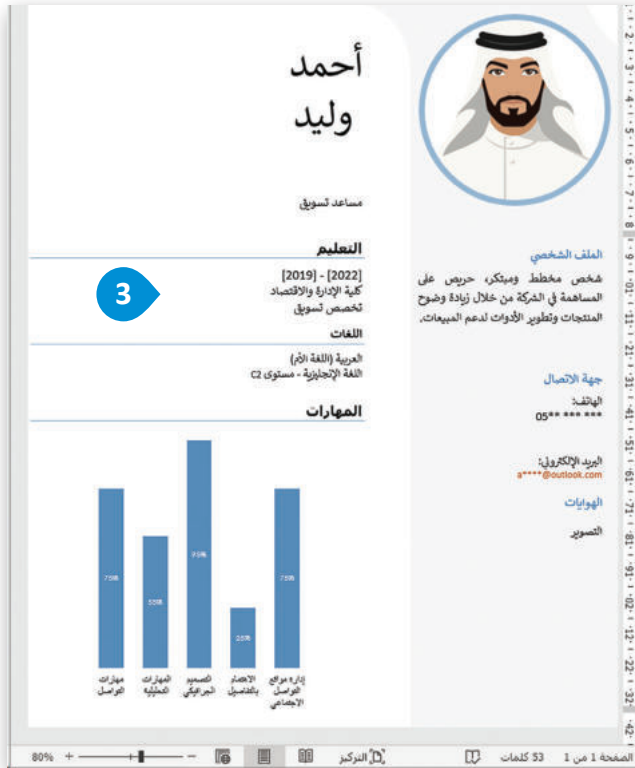 أحمد
وليد
مساعد تسويق
التعليم
[2019] - [2022]
كلية الإدارة والاقتصاد
تخصص تسويق
اللغات
العربية (اللغة الأم)
اللغة الإنجليزية - مستوى C2
المهارات
75%
55%
95%
25%
75%
إدارة مواقع التواصل الاجتماعي
الاهتمام بالتفاصيل
التصميم الجرافيكي
المهارات التحليلية
مهارات التواصل
3
الملف الشخصي
شخص مخطط ومبتكر، حريص على
المساهمة في الشركة من خلال زيادة وضوح
المنتجات وتطوير الأدوات لدعم المبيعات.
جهة الاتصال
الهاتف:
05** *** ***
البريد الإلكتروني:
a****@outlook.com
الهوايات
التصوير
الصفحة 1 من 1
53 كلمات
التركيز
80%